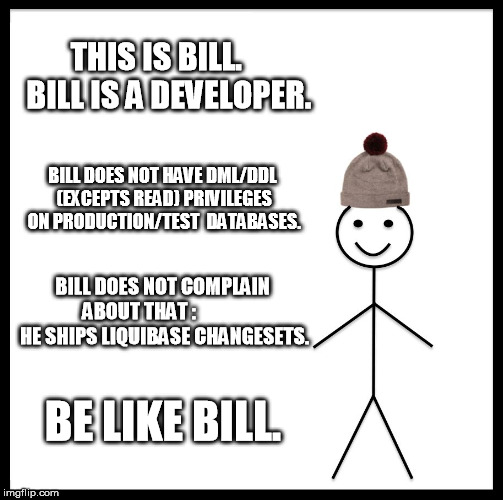 THIS IS BILL.
BILL IS A DEVELOPER.
BILL DOES NOT HAVE DML/DDL
(EXCEPTS READ) PRIVILEGES
ON PRODUCTION/TEST DATABASES.
BILL DOES NOT COMPLAIN
ABOUT THAT :
HE SHIPS LIQUIBASE CHANGESETS.
BE LIKE BILL.
imgflip.com